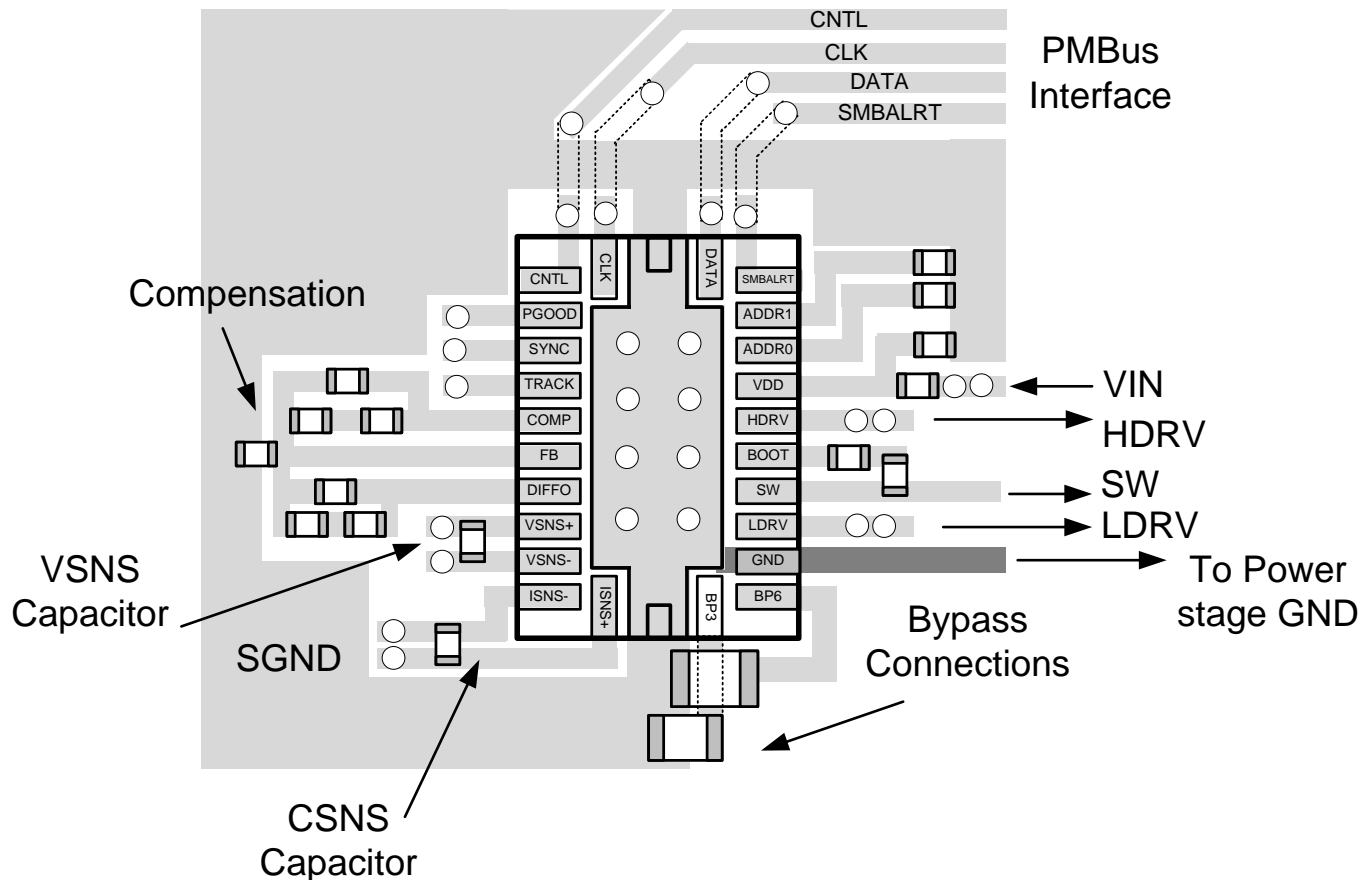 CNTL
CLK
DATA
SMBALRT
PMBus
Interface
CLK
DATA
CNTL
PGOOD
SYNC
TRACK
COMP
FB
DIFFO
VSNS+
VSNS-
ISNS-
ISNS+
SMBALRT
ADDR1
ADDR0
VDD
HDRV
BOOT
SW
LDRV
GND
BP6
BP3
Compensation
VSNS
Capacitor
SGND
CSNS
Capacitor
VIN
HDRV
SW
LDRV
To Power
stage GND
Bypass
Connections